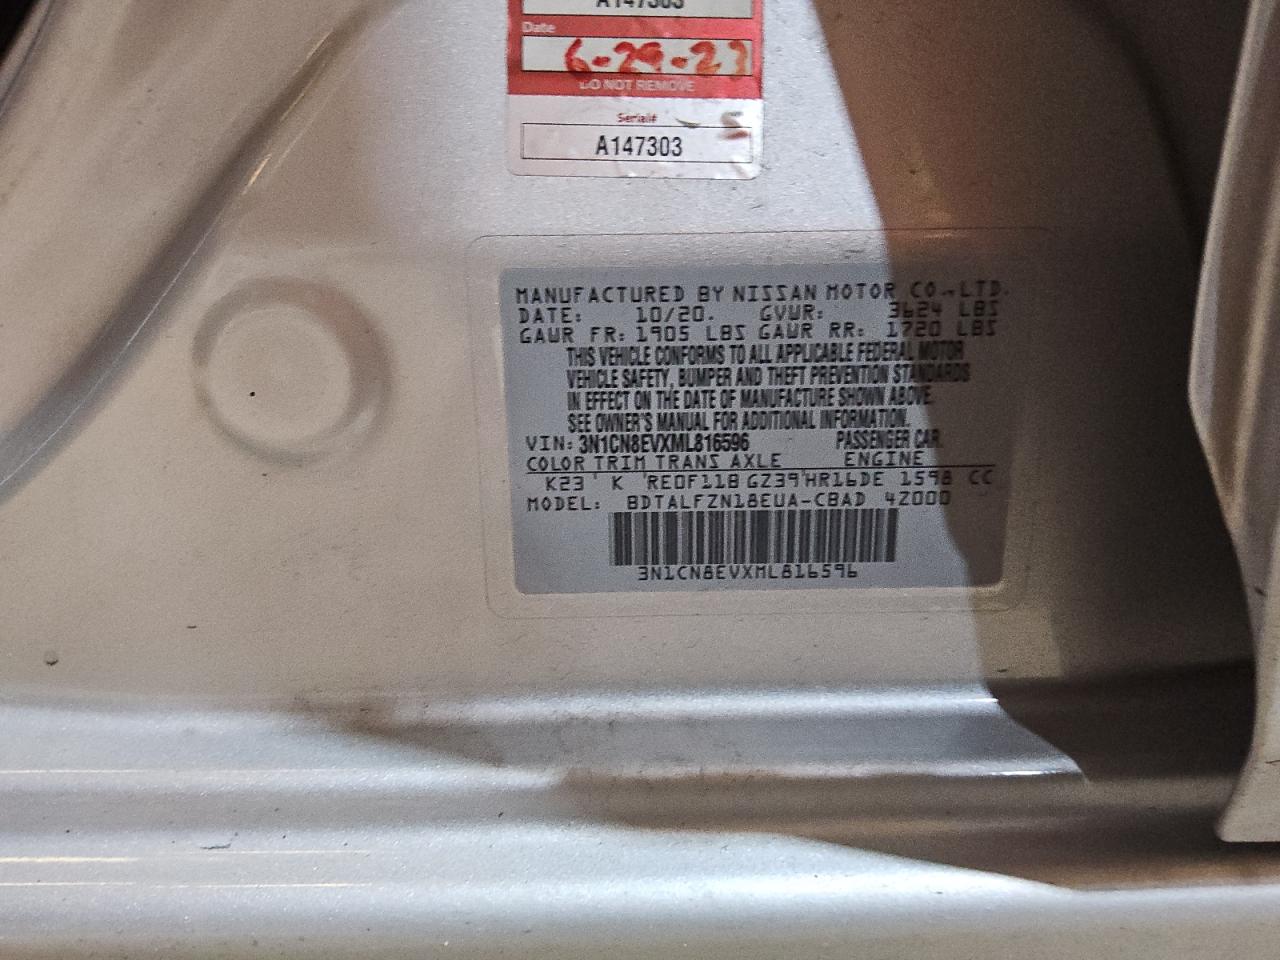 A147303
Date
6-29-23
DO NOT REMOVE
Serial#
A147303
MANUFACTURED BY NISSAN MOTOR CO.,LTD.
DATE: 10/20. GVWR: 3624 LBS
GAWR FR: 1905 LBS GAWR RR: 1720 LBS
THIS VEHICLE CONFORMS TO ALL APPLICABLE FEDERAL MOTOR
VEHICLE SAFETY, BUMPER AND THEFT PREVENTION STANDARDS
IN EFFECT ON THE DATE OF MANUFACTURE SHOWN ABOVE.
SEE OWNER'S MANUAL FOR ADDITIONAL INFORMATION.
VIN: 3N1CN8EVXML816596 PASSENGER CAR.
COLOR TRIM TRANS AXLE ENGINE
K23 ' K 'RE0F11B GZ39'HR16DE 1598 CC
MODEL: BDTALFZN18EUA-CBAD 4Z000
3N1CN8EVXML816596